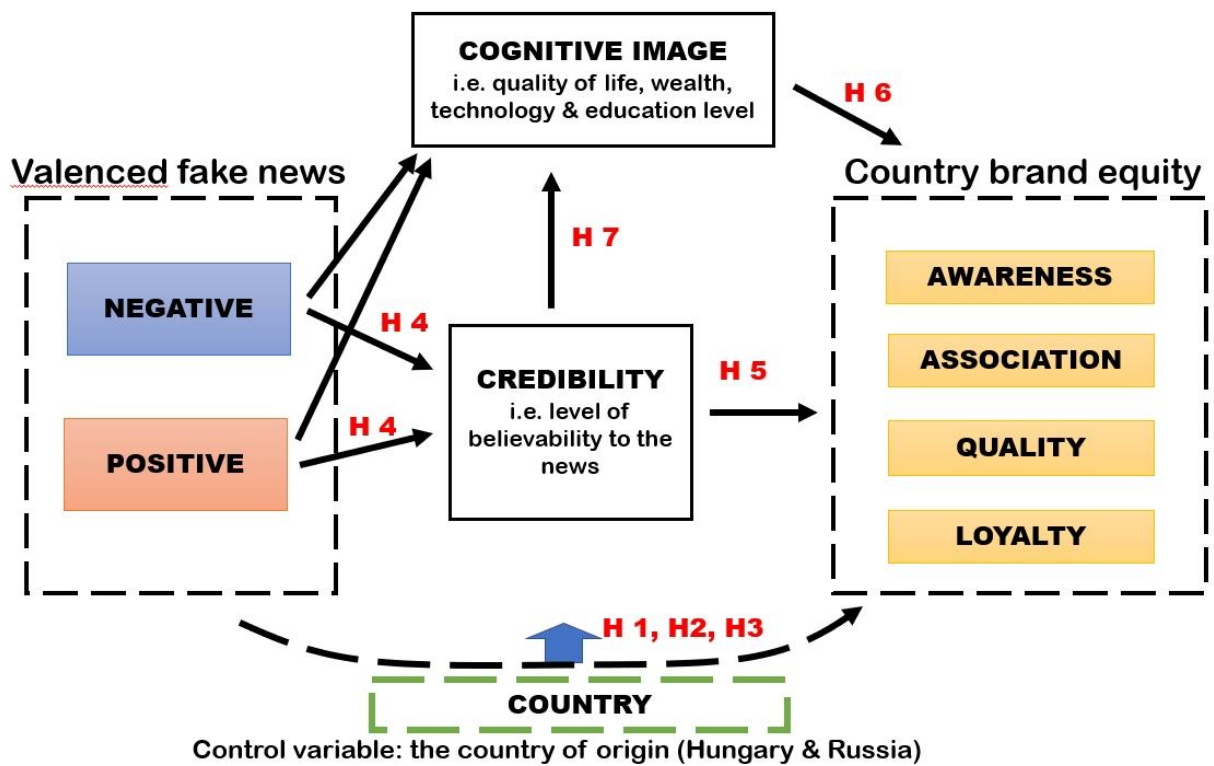 COGNITIVE IMAGE
i.e. quality of life, wealth,
technology & education level
H 6
Valenced fake news
Country brand equity
NEGATIVE
POSITIVE
H 4
H 4
H 7
CREDIBILITY
i.e. level of
believability to the
news
H 5
AWARENESS
ASSOCIATION
QUALITY
LOYALTY
H 1, H2, H3
COUNTRY
Control variable: the country of origin (Hungary & Russia)